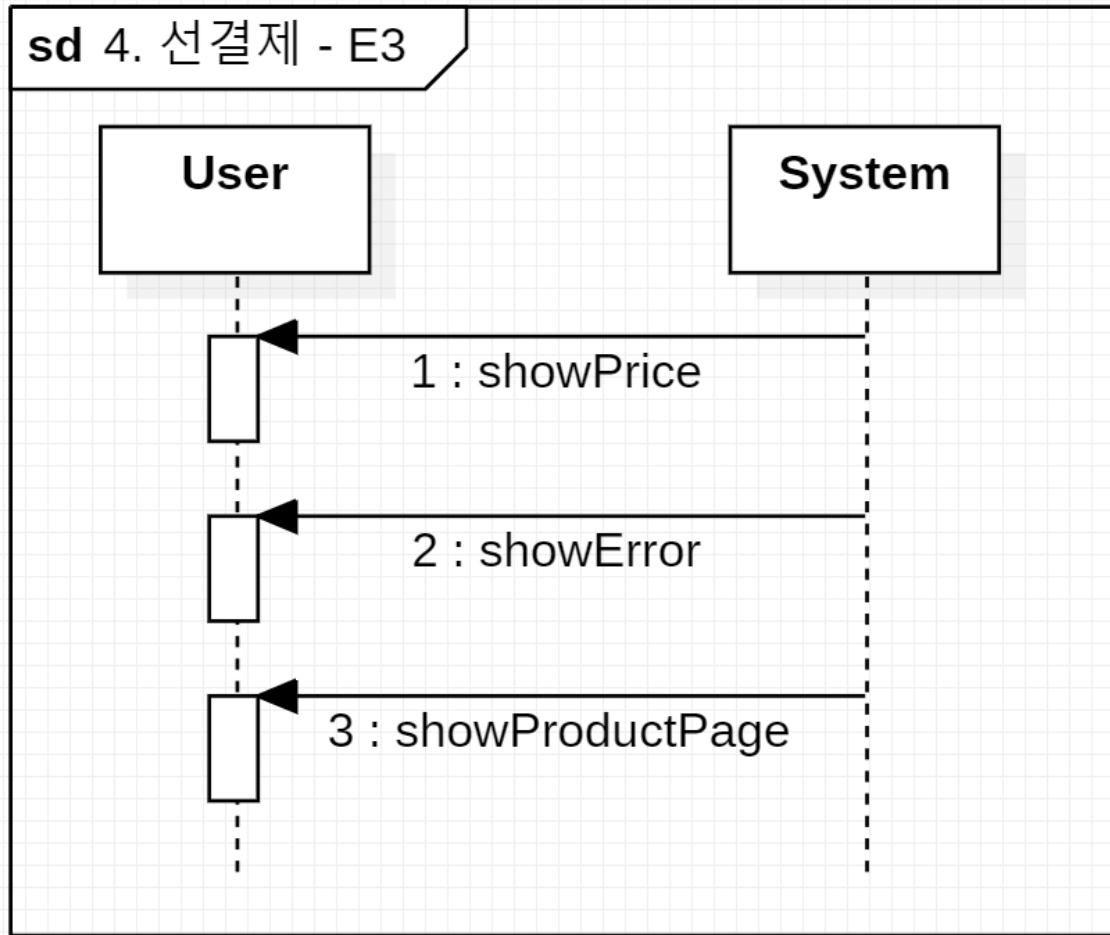 sd 4. 선결제 - E3
User
System
1 : showPrice
2 : showError
3 : showProductPage